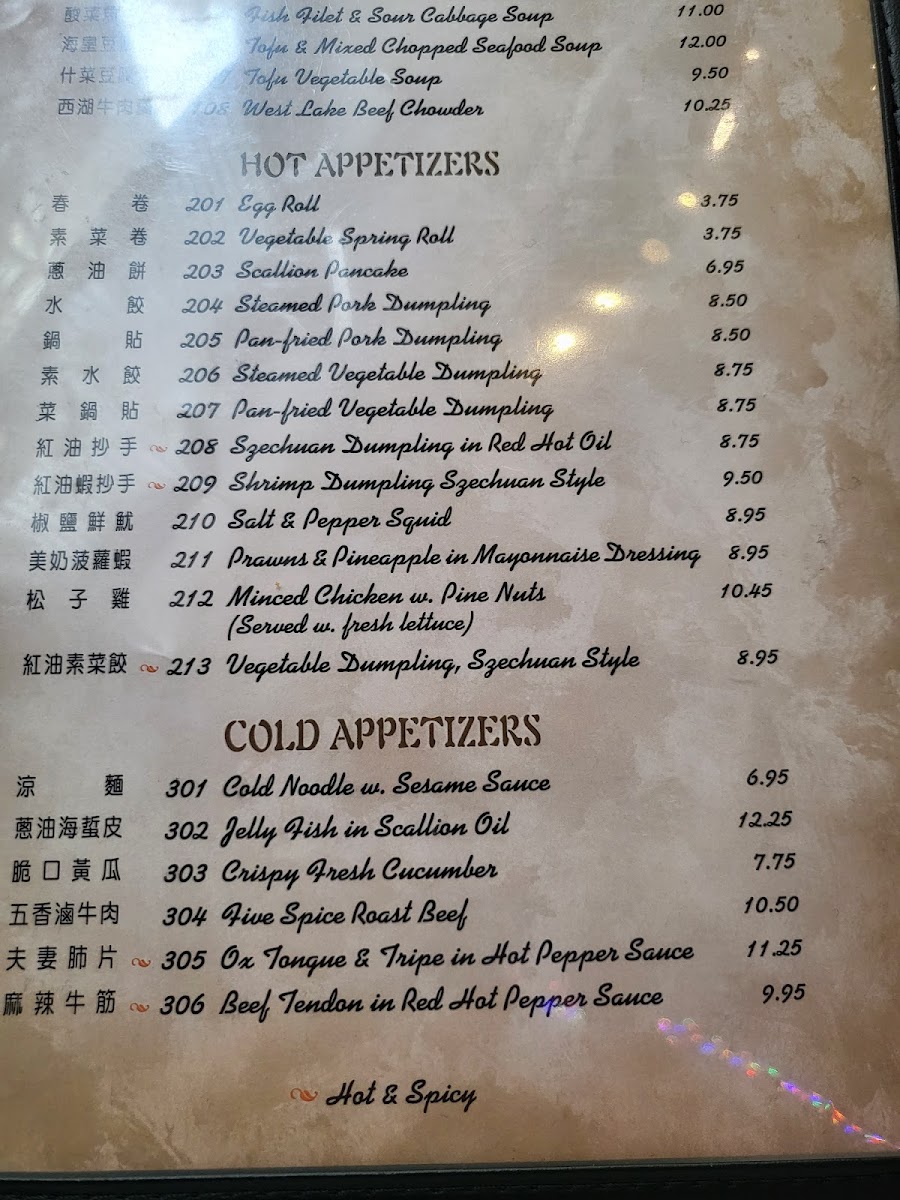 酸菜 Fish Filet & Sour Cabbage Soup 11.00
海皇豆 Tofu & Mixed Chopped Seafood Soup 12.00
什菜豆 Tofu Vegetable Soup 9.50
西湖牛肉 108 West Lake Beef Chowder 10.25
HOT APPETIZERS
春卷 201 Egg Roll 3.75
素菜卷 202 Vegetable Spring Roll 3.75
蔥油餅 203 Scallion Pancake 6.95
水餃 204 Steamed Pork Dumpling 8.50
鍋貼 205 Pan-fried Pork Dumpling 8.50
素水餃 206 Steamed Vegetable Dumpling 8.75
菜鍋貼 207 Pan-fried Vegetable Dumpling 8.75
紅油抄手 208 Szechuan Dumpling in Red Hot Oil 8.75
紅油蝦抄手 209 Shrimp Dumpling Szechuan Style 9.50
椒鹽鮮魷 210 Salt & Pepper Squid 8.95
美奶菠蘿蝦 211 Prawns & Pineapple in Mayonnaise Dressing 8.95
松子雞 212 Minced Chicken w. Pine Nuts 10.45
(Served w. fresh lettuce)
紅油素菜餃 213 Vegetable Dumpling, Szechuan Style 8.95
COLD APPETIZERS
涼麵 301 Cold Noodle w. Sesame Sauce 6.95
蔥油海蜇皮 302 Jelly Fish in Scallion Oil 12.25
脆口黃瓜 303 Crispy Fresh Cucumber 7.75
五香滷牛肉 304 Five Spice Roast Beef 10.50
夫妻肺片 305 Ox Tongue & Tripe in Hot Pepper Sauce 11.25
麻辣牛筋 306 Beef Tendon in Red Hot Pepper Sauce 9.95
Hot & Spicy